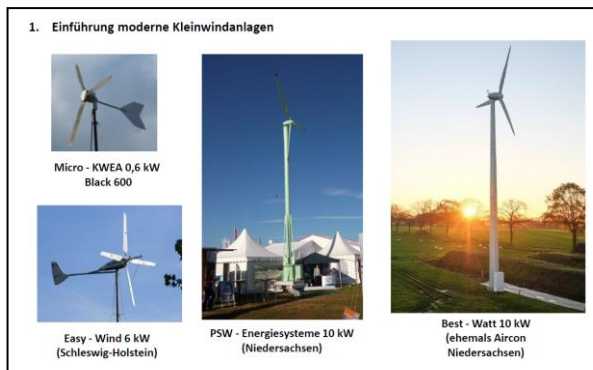 1. Einführung moderne Kleinwindanlagen
Micro - KWEA 0,6 kW
Black 600
Easy - Wind 6 kW
(Schleswig-Holstein)
PSW - Energiesysteme 10 kW
(Niedersachsen)
Best - Watt 10 kW
(ehemals Aircon
Niedersachsen)